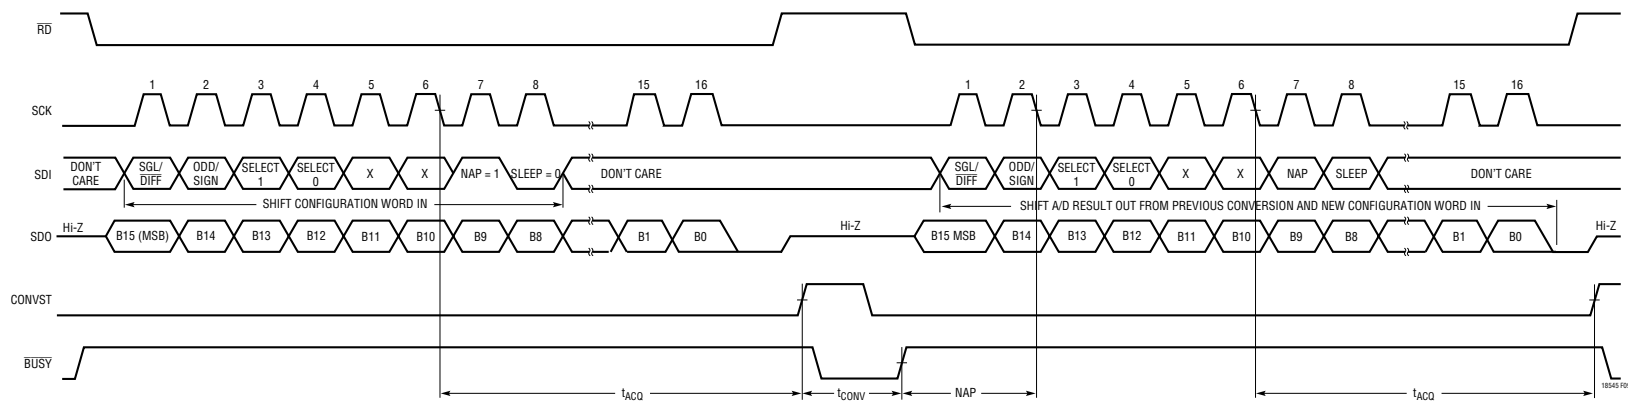 RD
SCK 1 2 3 4 5 6 7 8 15 16 1 2 3 4 5 6 7 8 15 16
SDI DON'T CARE SGL/DIFF ODD/SIGN SELECT 1 SELECT 0 X X NAP = 1 SLEEP = 0 DON'T CARE SGL/DIFF ODD/SIGN SELECT 1 SELECT 0 X X NAP SLEEP DON'T CARE
SHIFT CONFIGURATION WORD IN SHIFT A/D RESULT OUT FROM PREVIOUS CONVERSION AND NEW CONFIGURATION WORD IN
SDO Hi-Z B15 (MSB) B14 B13 B12 B11 B10 B9 B8 B1 B0 Hi-Z B15 MSB B14 B13 B12 B11 B10 B9 B8 B1 B0 Hi-Z
CONVST
BUSY
tACQ tCONV NAP tACQ